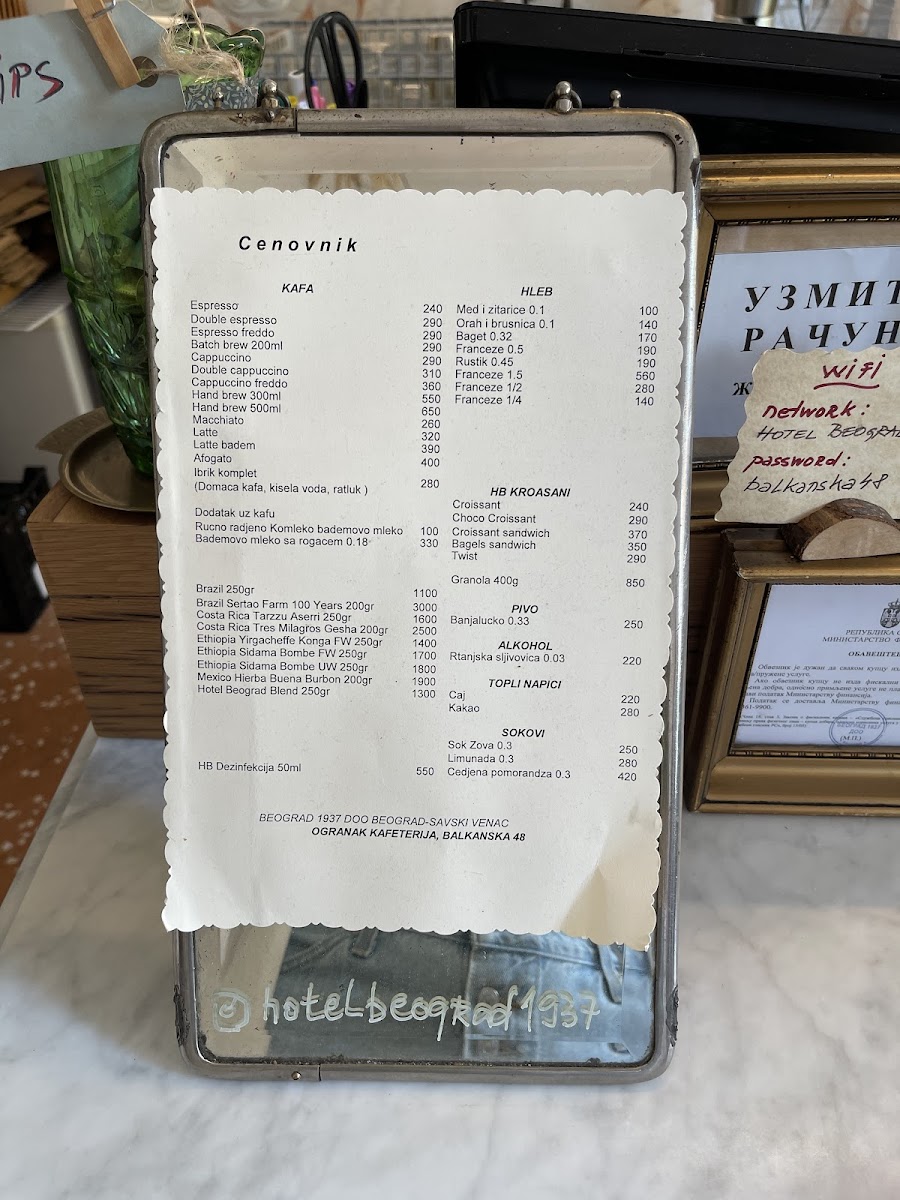 IPS
Cenovnik
KAFA
Espresso 240
Double espresso 290
Espresso freddo 290
Batch brew 200ml 290
Cappuccino 290
Double cappuccino 310
Cappuccino freddo 360
Hand brew 300ml 550
Hand brew 500ml 650
Macchiato 260
Latte 320
Latte badem 390
Afogato 400
Ibrik komplet
(Domaca kafa, kisela voda, ratluk ) 280
Dodatak uz kafu
Rucno radjeno Komleko bademovo mleko 100
Bademovo mleko sa rogacem 0.18 330
Brazil 250gr 1100
Brazil Sertao Farm 100 Years 200gr 3000
Costa Rica Tarzzu Aserri 250gr 1600
Costa Rica Tres Milagros Gesha 200gr 2500
Ethiopia Yirgacheffe Konga FW 250gr 1400
Ethiopia Sidama Bombe FW 250gr 1700
Ethiopia Sidama Bombe UW 250gr 1800
Mexico Hierba Buena Burbon 200gr 1900
Hotel Beograd Blend 250gr 1300
HB Dezinfekcija 50ml 550
HLEB
Med i zitarice 0.1 100
Orah i brusnica 0.1 140
Baget 0.32 170
Franceze 0.5 190
Rustik 0.45 190
Franceze 1.5 560
Franceze 1/2 280
Franceze 1/4 140
HB KROASANI
Croissant 240
Choco Croissant 290
Croissant sandwich 370
Bagels sandwich 350
Twist 290
Granola 400g 850
PIVO
Banjalucko 0.33 250
ALKOHOL
Rtanjska sljivovica 0.03 220
TOPLI NAPICI
Caj 220
Kakao 280
SOKOVI
Sok Zova 0.3 250
Limunada 0.3 280
Cedjena pomorandza 0.3 420
BEOGRAD 1937 DOO BEOGRAD-SAVSKI VENAC
OGRANAK KAFETERIJA, BALKANSKA 48
hotel_beograd1937
УЗМИТ
РАЧУН
Ж
wifi
network:
HOTEL BEOGRA
password:
balkanska48
РЕПУБЛИКА
МИНИСТАРСТВО Ф
ОБАВЕШТЕ